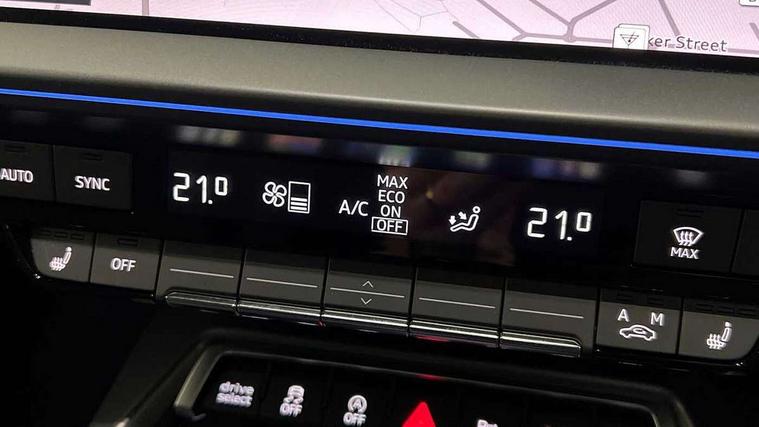 ker Street
AUTO
SYNC
21.0
A/C
MAX
ECO
ON
OFF
21.0
MAX
OFF
A M
drive
select
OFF
A
OFF